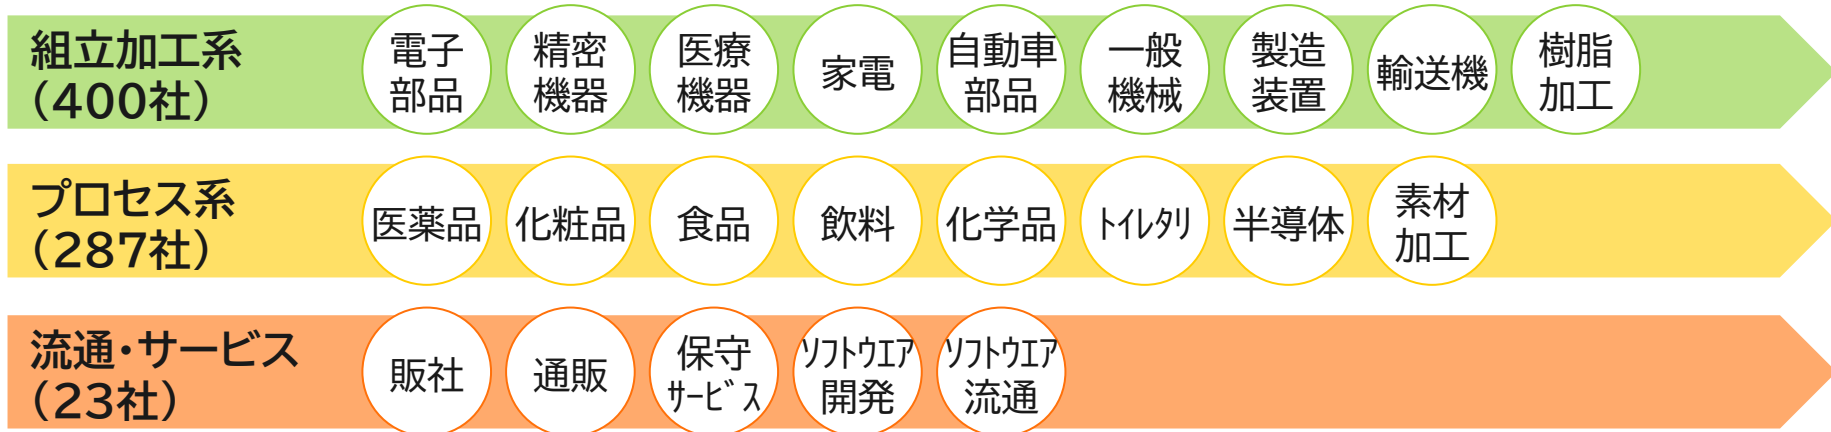 組立加工系
(400社)
電子
部品
精密
機器
医療
機器
家電
自動車
部品
一般
機械
製造
装置
輸送機
樹脂
加工
プロセス系
(287社)
医薬品
化粧品
食品
飲料
化学品
ﾄｲﾚﾀﾘ
半導体
素材
加工
流通・サービス
(23社)
販社
通販
保守
ｻｰﾋﾞｽ
ｿﾌﾄｳｴｱ
開発
ｿﾌﾄｳｴｱ
流通